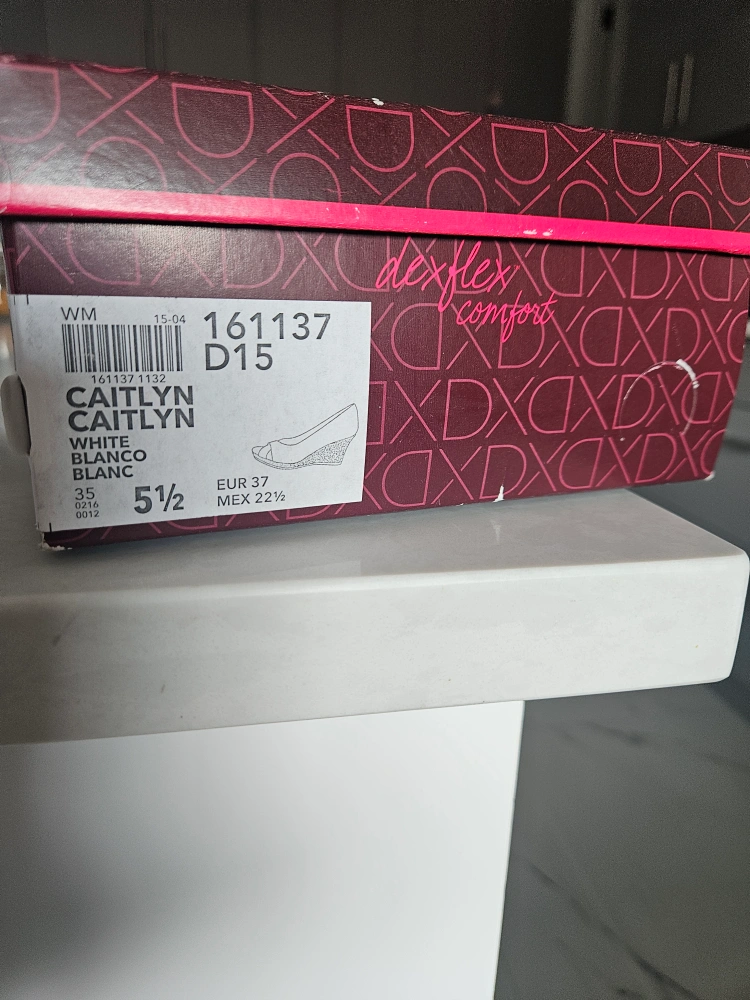 dexflex
comfort
WM 15-04
161137
D15
161137 1132
CAITLYN
CAITLYN
WHITE
BLANCO
BLANC
35
0216
0012
5½
EUR 37
MEX 22½